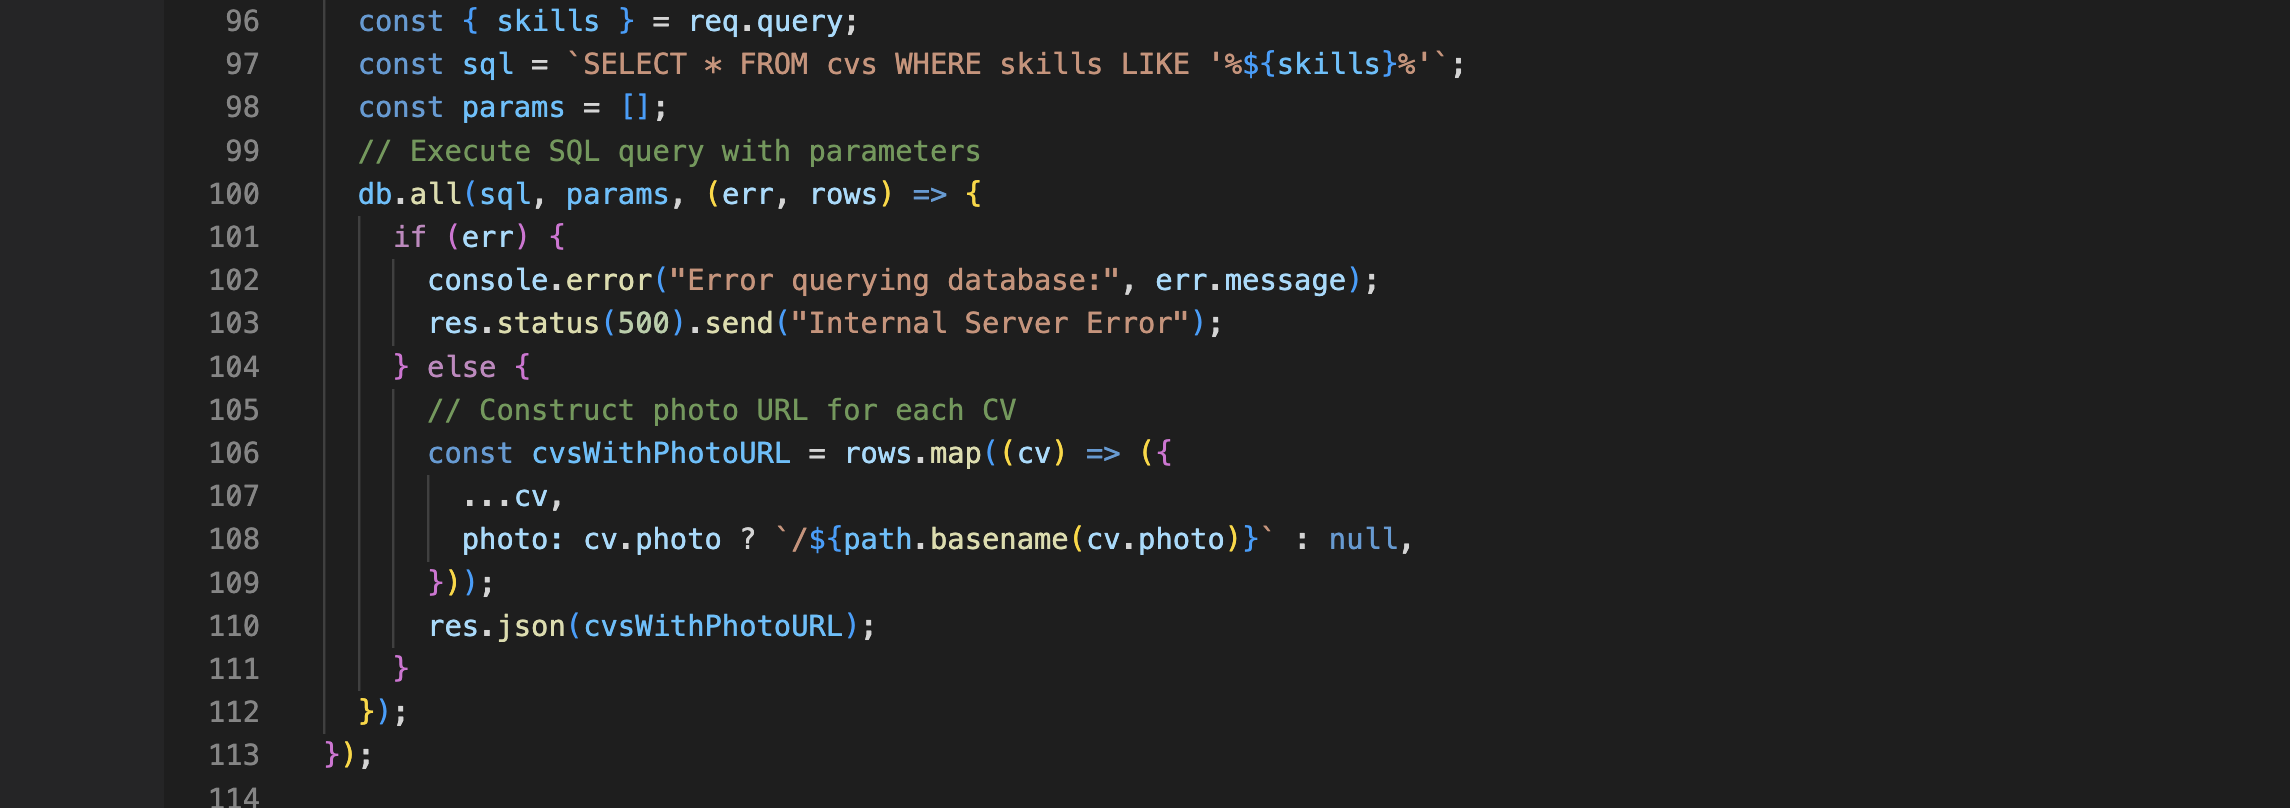 96 const { skills } = req.query;
97 const sql = `SELECT * FROM cvs WHERE skills LIKE '%${skills}%'`;
98 const params = [];
99 // Execute SQL query with parameters
100 db.all(sql, params, (err, rows) => {
101 if (err) {
102 console.error("Error querying database:", err.message);
103 res.status(500).send("Internal Server Error");
104 } else {
105 // Construct photo URL for each CV
106 const cvsWithPhotoURL = rows.map((cv) => ({
107 ...cv,
108 photo: cv.photo ? `/${path.basename(cv.photo)}` : null,
109 }));
110 res.json(cvsWithPhotoURL);
111 }
112 });
113 });
114